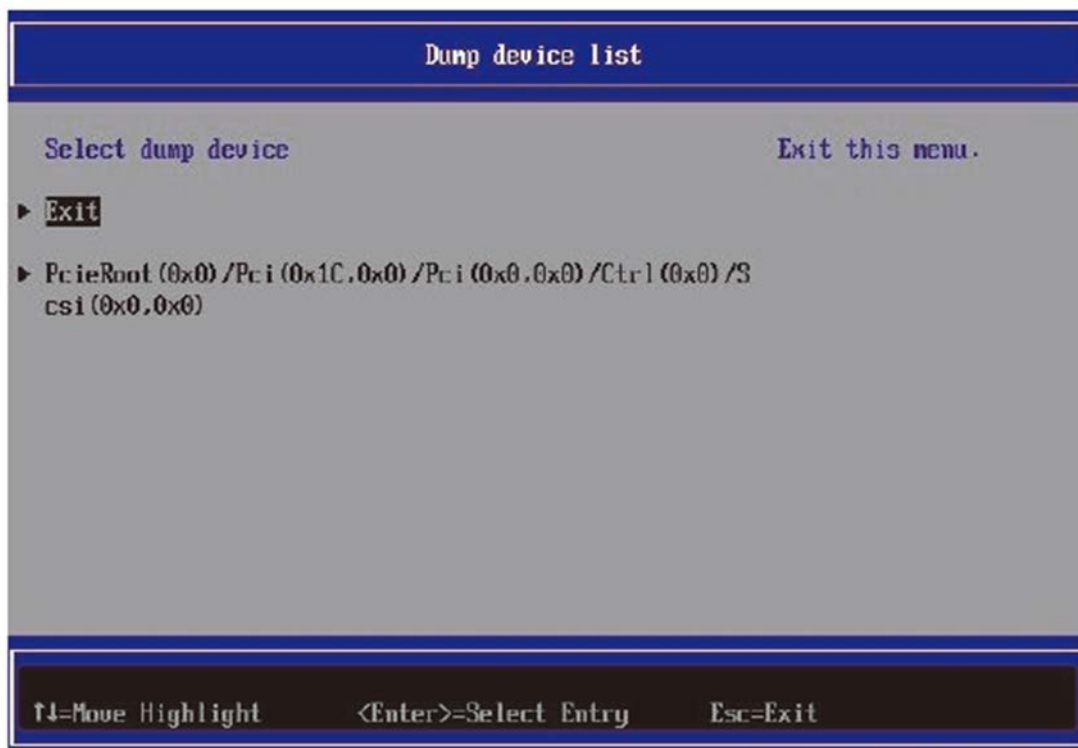 Dump device list
Select dump device
Exit this menu.
Exit
PcieRoot(0x0)/Pci(0x1C,0x0)/Pci(0x0,0x0)/Ctrl(0x0)/S
csi(0x0,0x0)
↑↓=Move Highlight <Enter>=Select Entry Esc=Exit